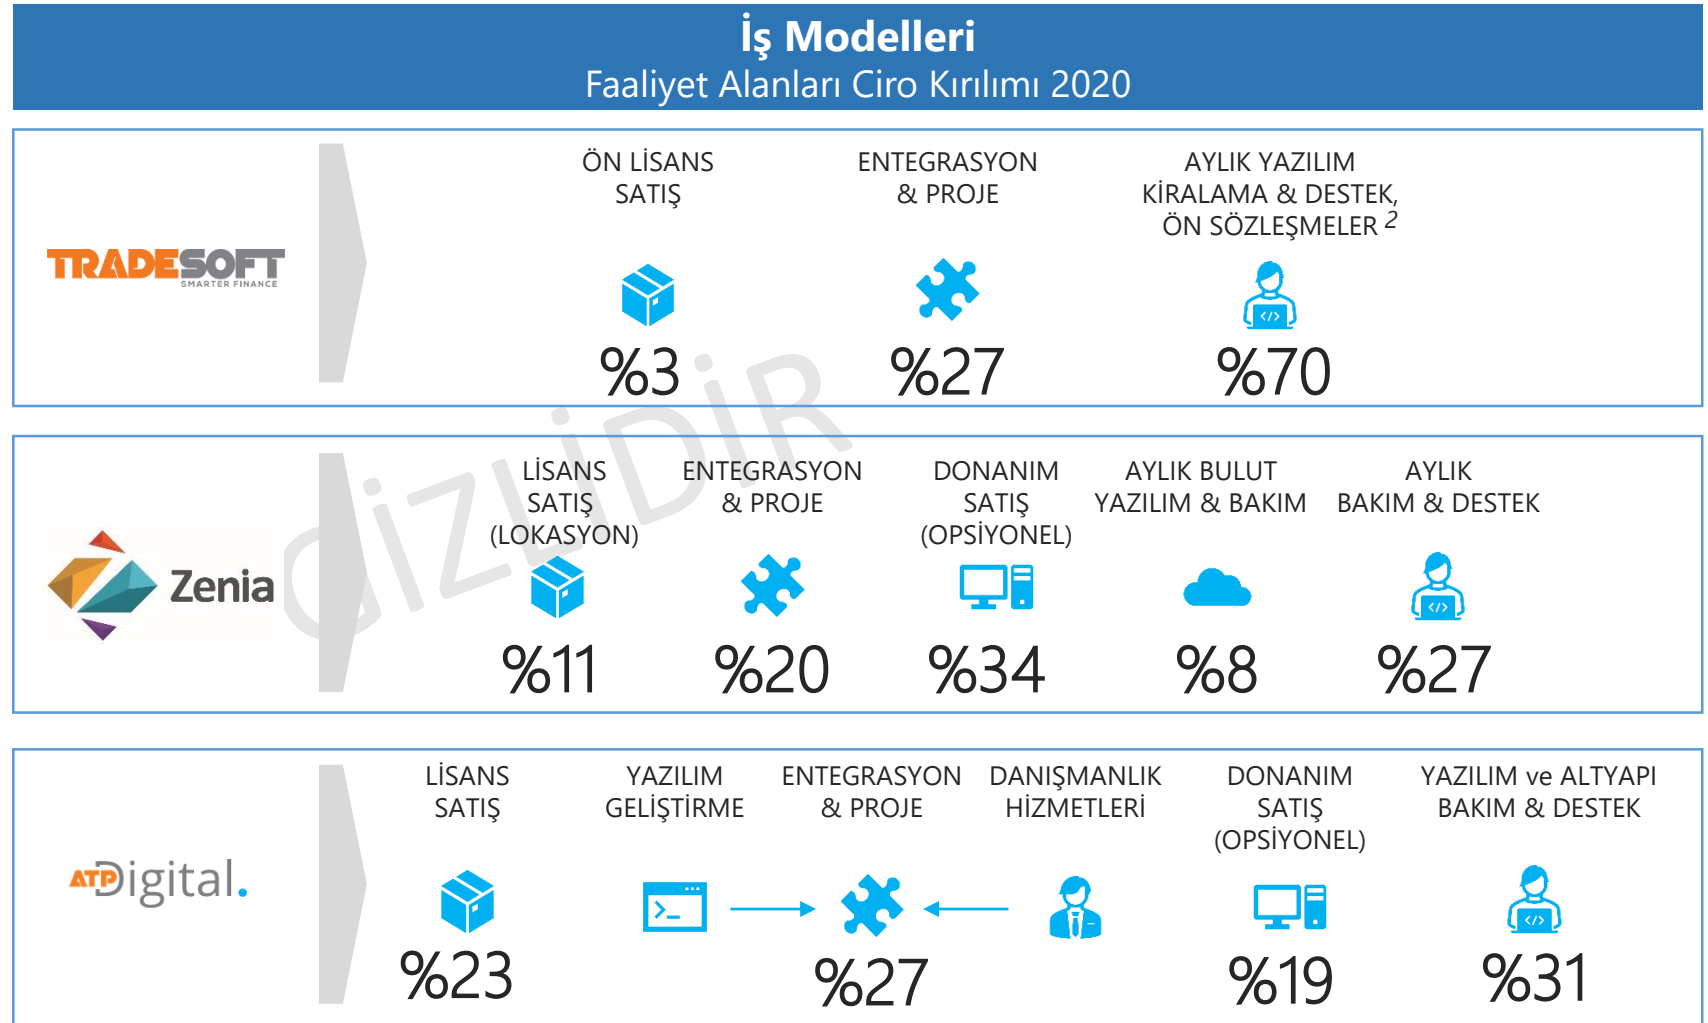 İş Modelleri
Faaliyet Alanları Ciro Kırılımı 2020
TRADESOFT
SMARTER FINANCE
ÖN LİSANS
SATIŞ
%3
ENTEGRASYON
& PROJE
%27
AYLIK YAZILIM
KİRALAMA & DESTEK,
ÖN SÖZLEŞMELER 2
%70
GİZLİDİR
Zenia
LİSANS
SATIŞ
(LOKASYON)
%11
ENTEGRASYON
& PROJE
%20
DONANIM
SATIŞ
(OPSİYONEL)
%34
AYLIK BULUT
YAZILIM & BAKIM
%8
AYLIK
BAKIM & DESTEK
</>
%27
ATP Digital.
LİSANS
SATIŞ
%23
YAZILIM
GELİŞTİRME
ENTEGRASYON
& PROJE
%27
DANIŞMANLIK
HİZMETLERİ
DONANIM
SATIŞ
(OPSİYONEL)
%19
YAZILIM ve ALTYAPI
BAKIM & DESTEK
</>
%31